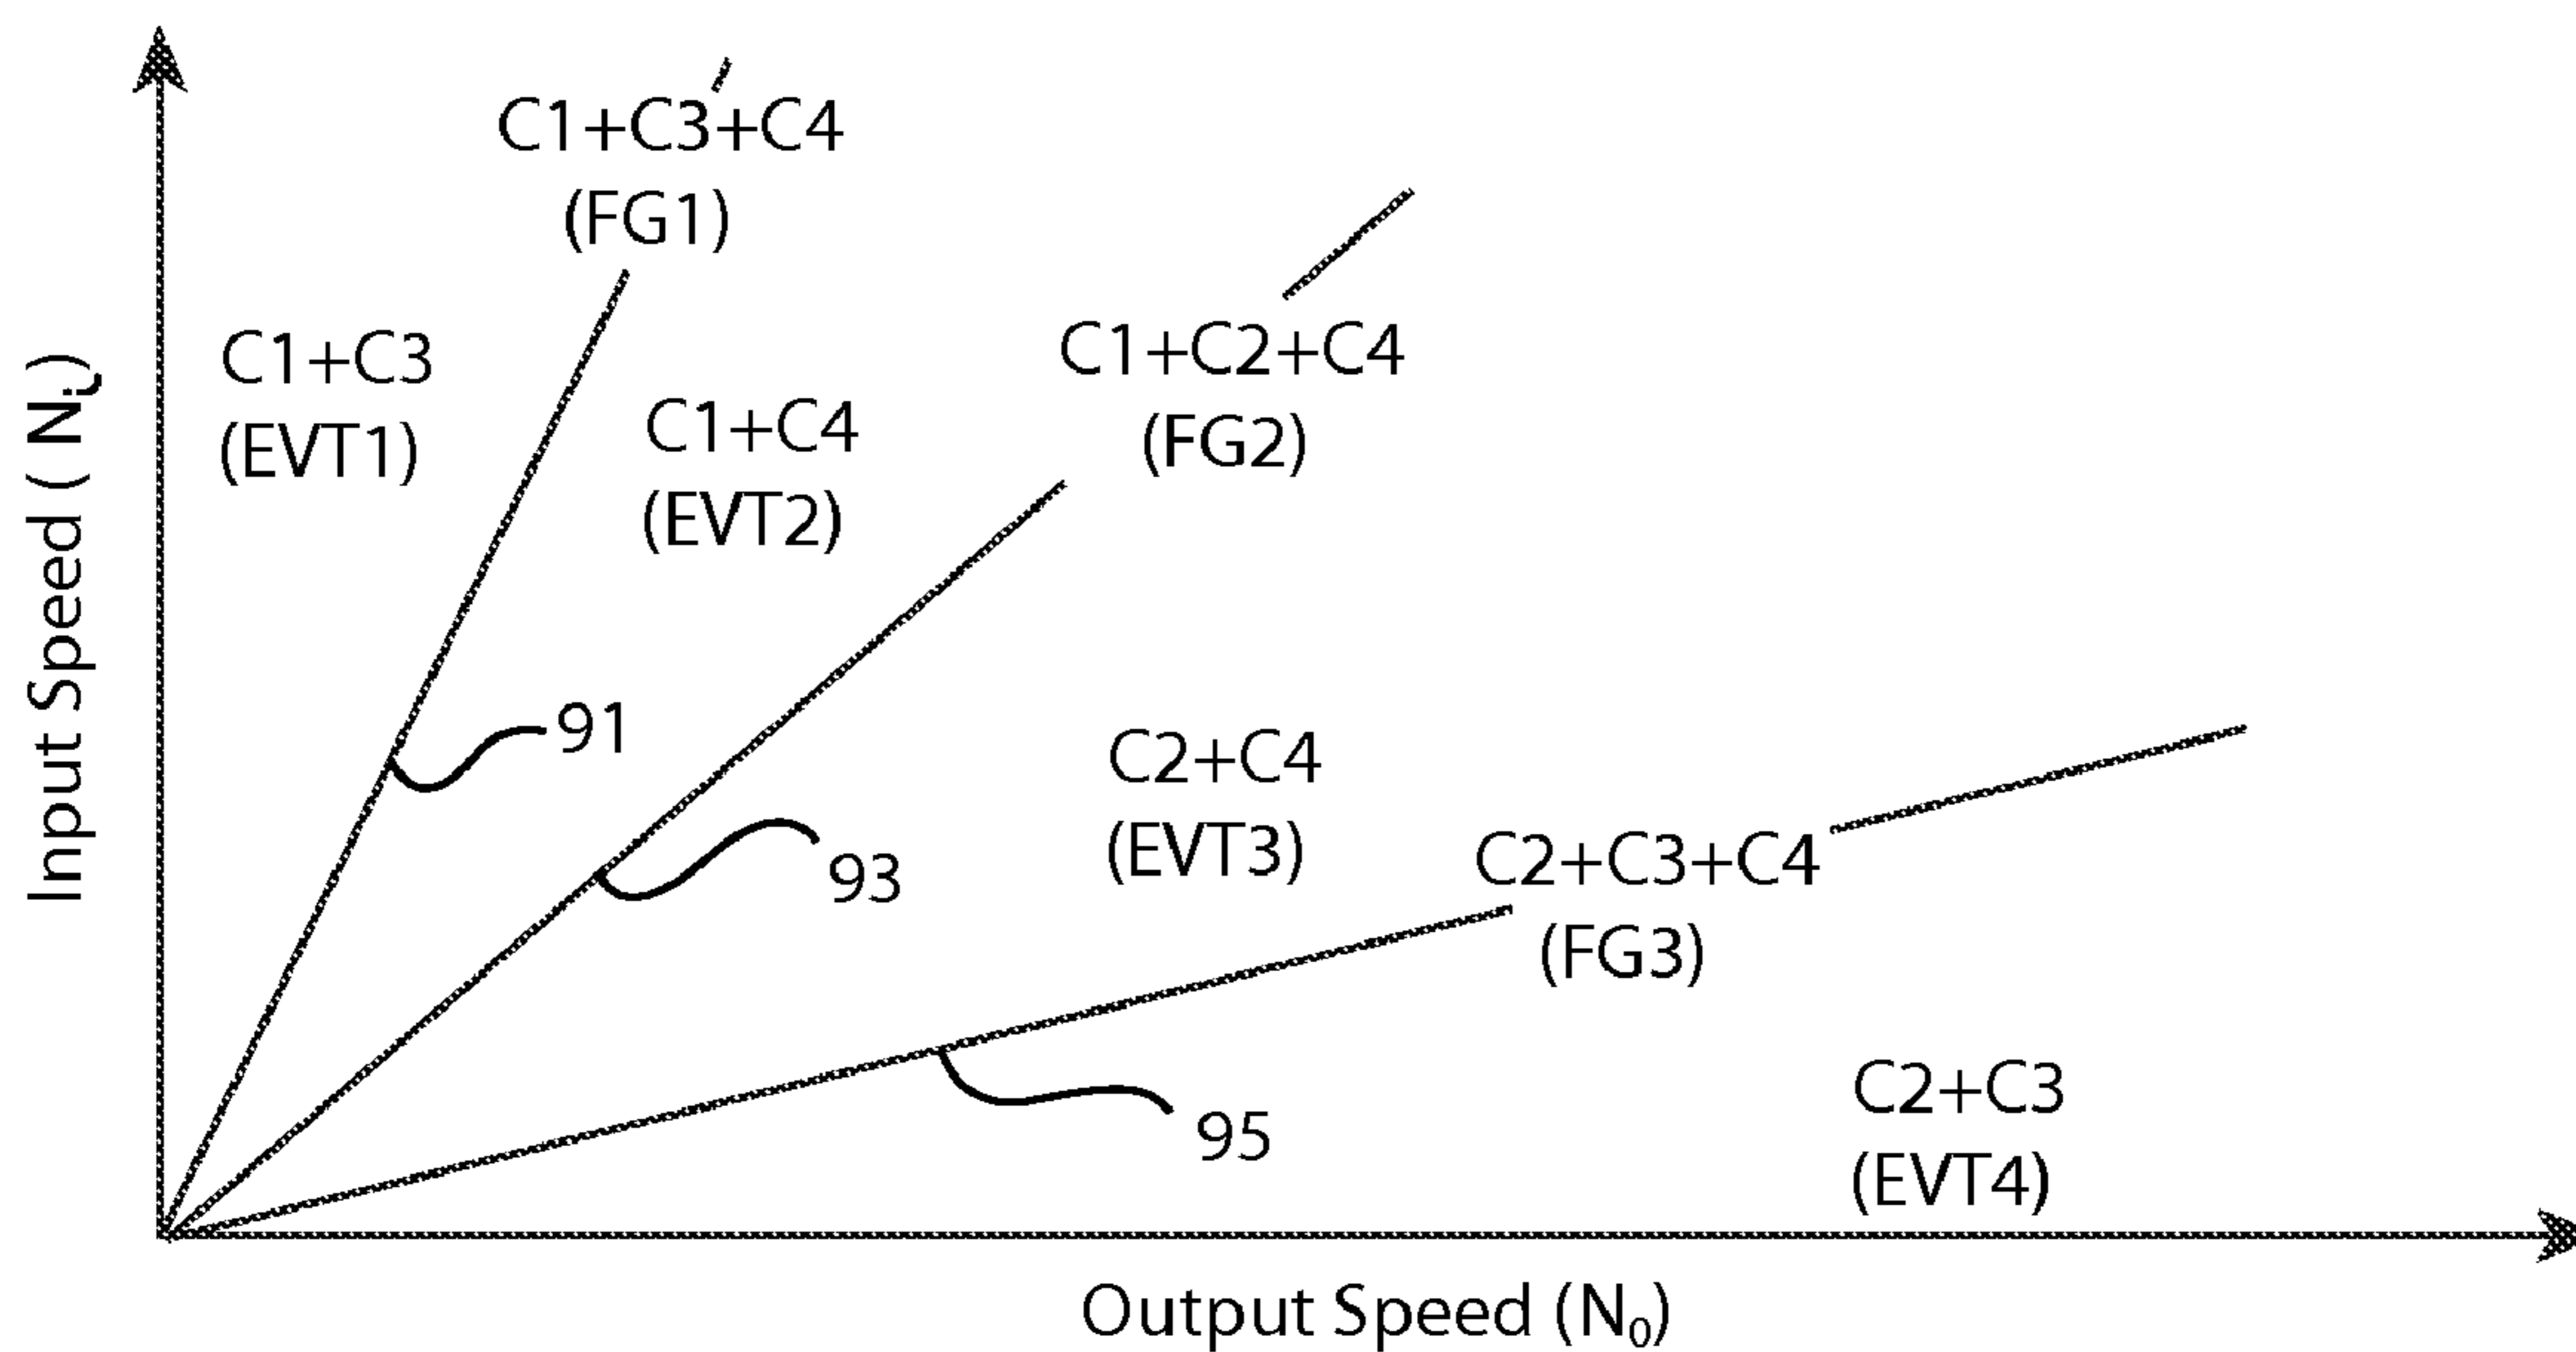 C1+C3+C4
(FG1)
C1+C3
(EVT1)
C1+C4
(EVT2)
C1+C2+C4
(FG2)
Input Speed ( Ni)
91
93
C2+C4
(EVT3)
C2+C3+C4
(FG3)
95
C2+C3
(EVT4)
Output Speed (N0)